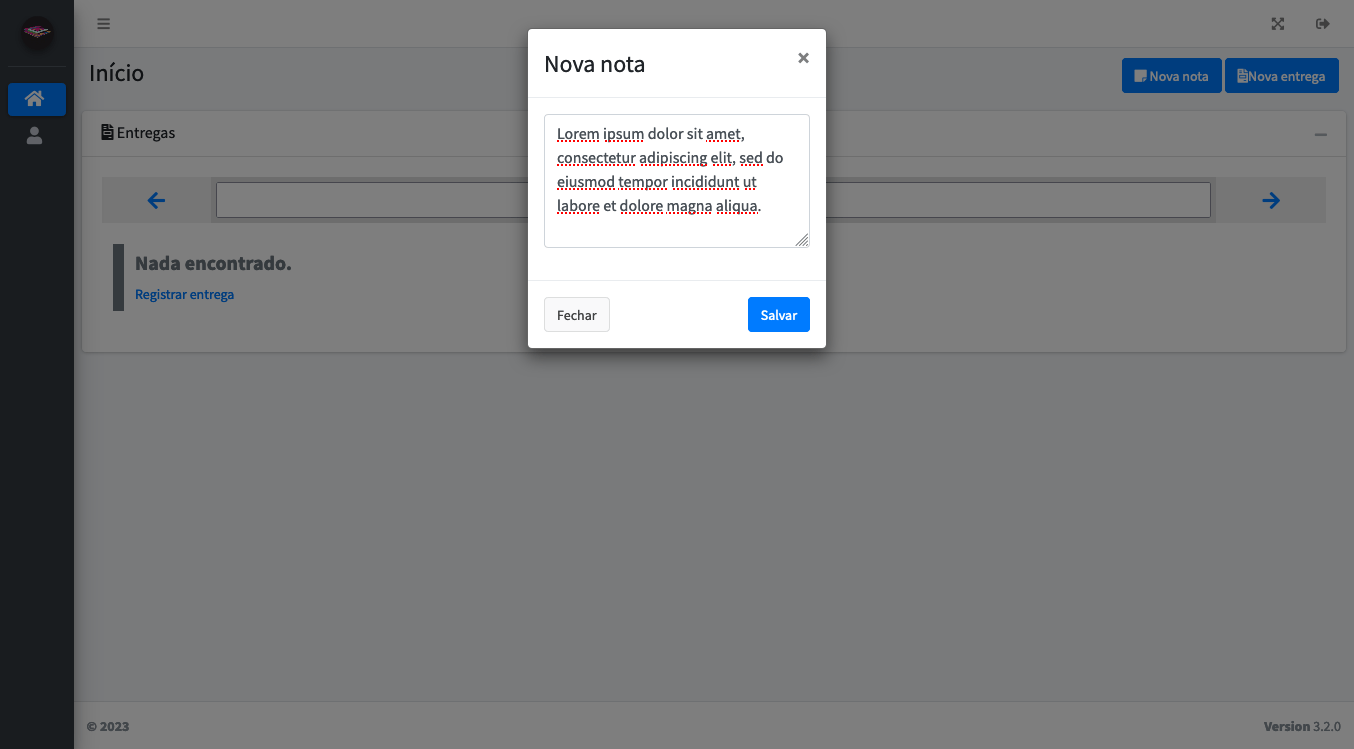 Nova nota
×
Início
Nova nota
Nova entrega
Entregas
Lorem ipsum dolor sit amet,
consectetur adipiscing elit, sed do
eiusmod tempor incididunt ut
labore et dolore magna aliqua.
Nada encontrado.
Registrar entrega
Fechar
Salvar
© 2023
Version 3.2.0